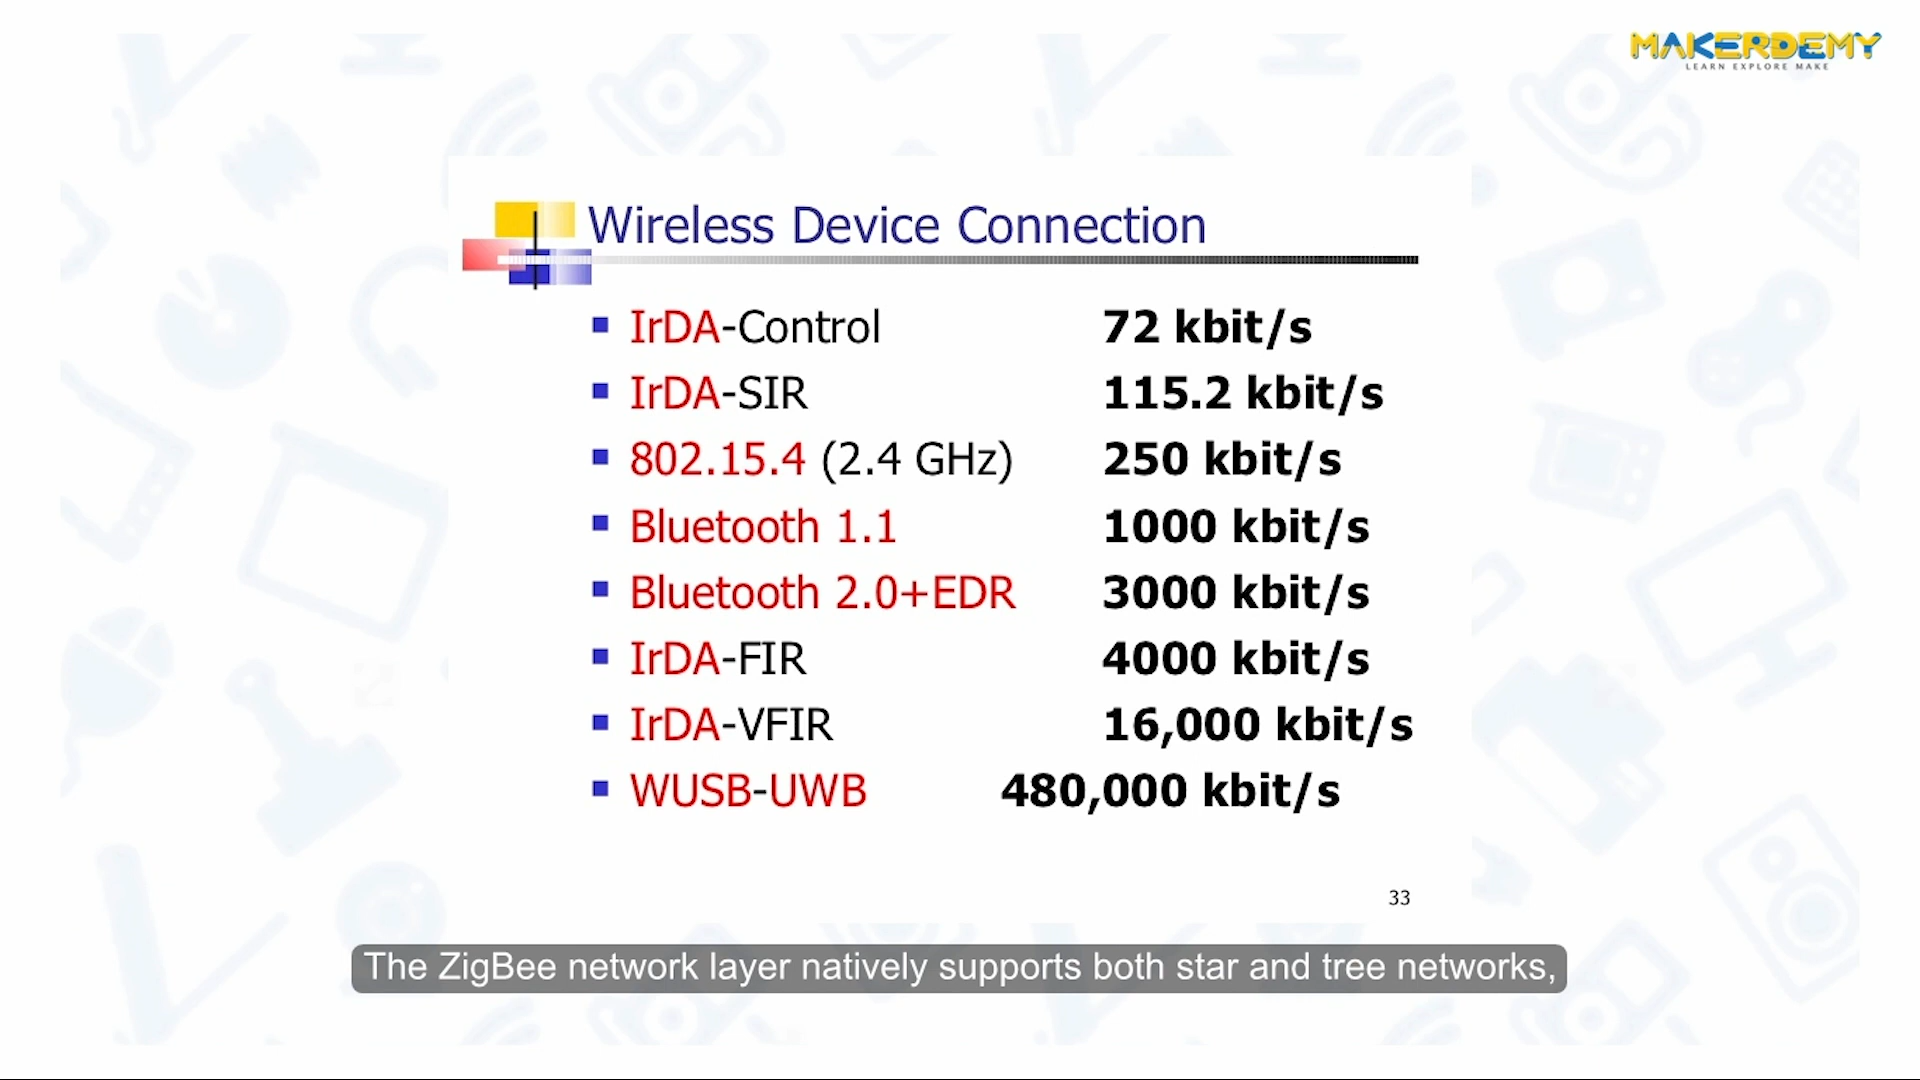 MAKERDEMY
LEARN EXPLORE MAKE
Wireless Device Connection
IrDA-Control 72 kbit/s
IrDA-SIR 115.2 kbit/s
802.15.4 (2.4 GHz) 250 kbit/s
Bluetooth 1.1 1000 kbit/s
Bluetooth 2.0+EDR 3000 kbit/s
IrDA-FIR 4000 kbit/s
IrDA-VFIR 16,000 kbit/s
WUSB-UWB 480,000 kbit/s
33
The ZigBee network layer natively supports both star and tree networks,